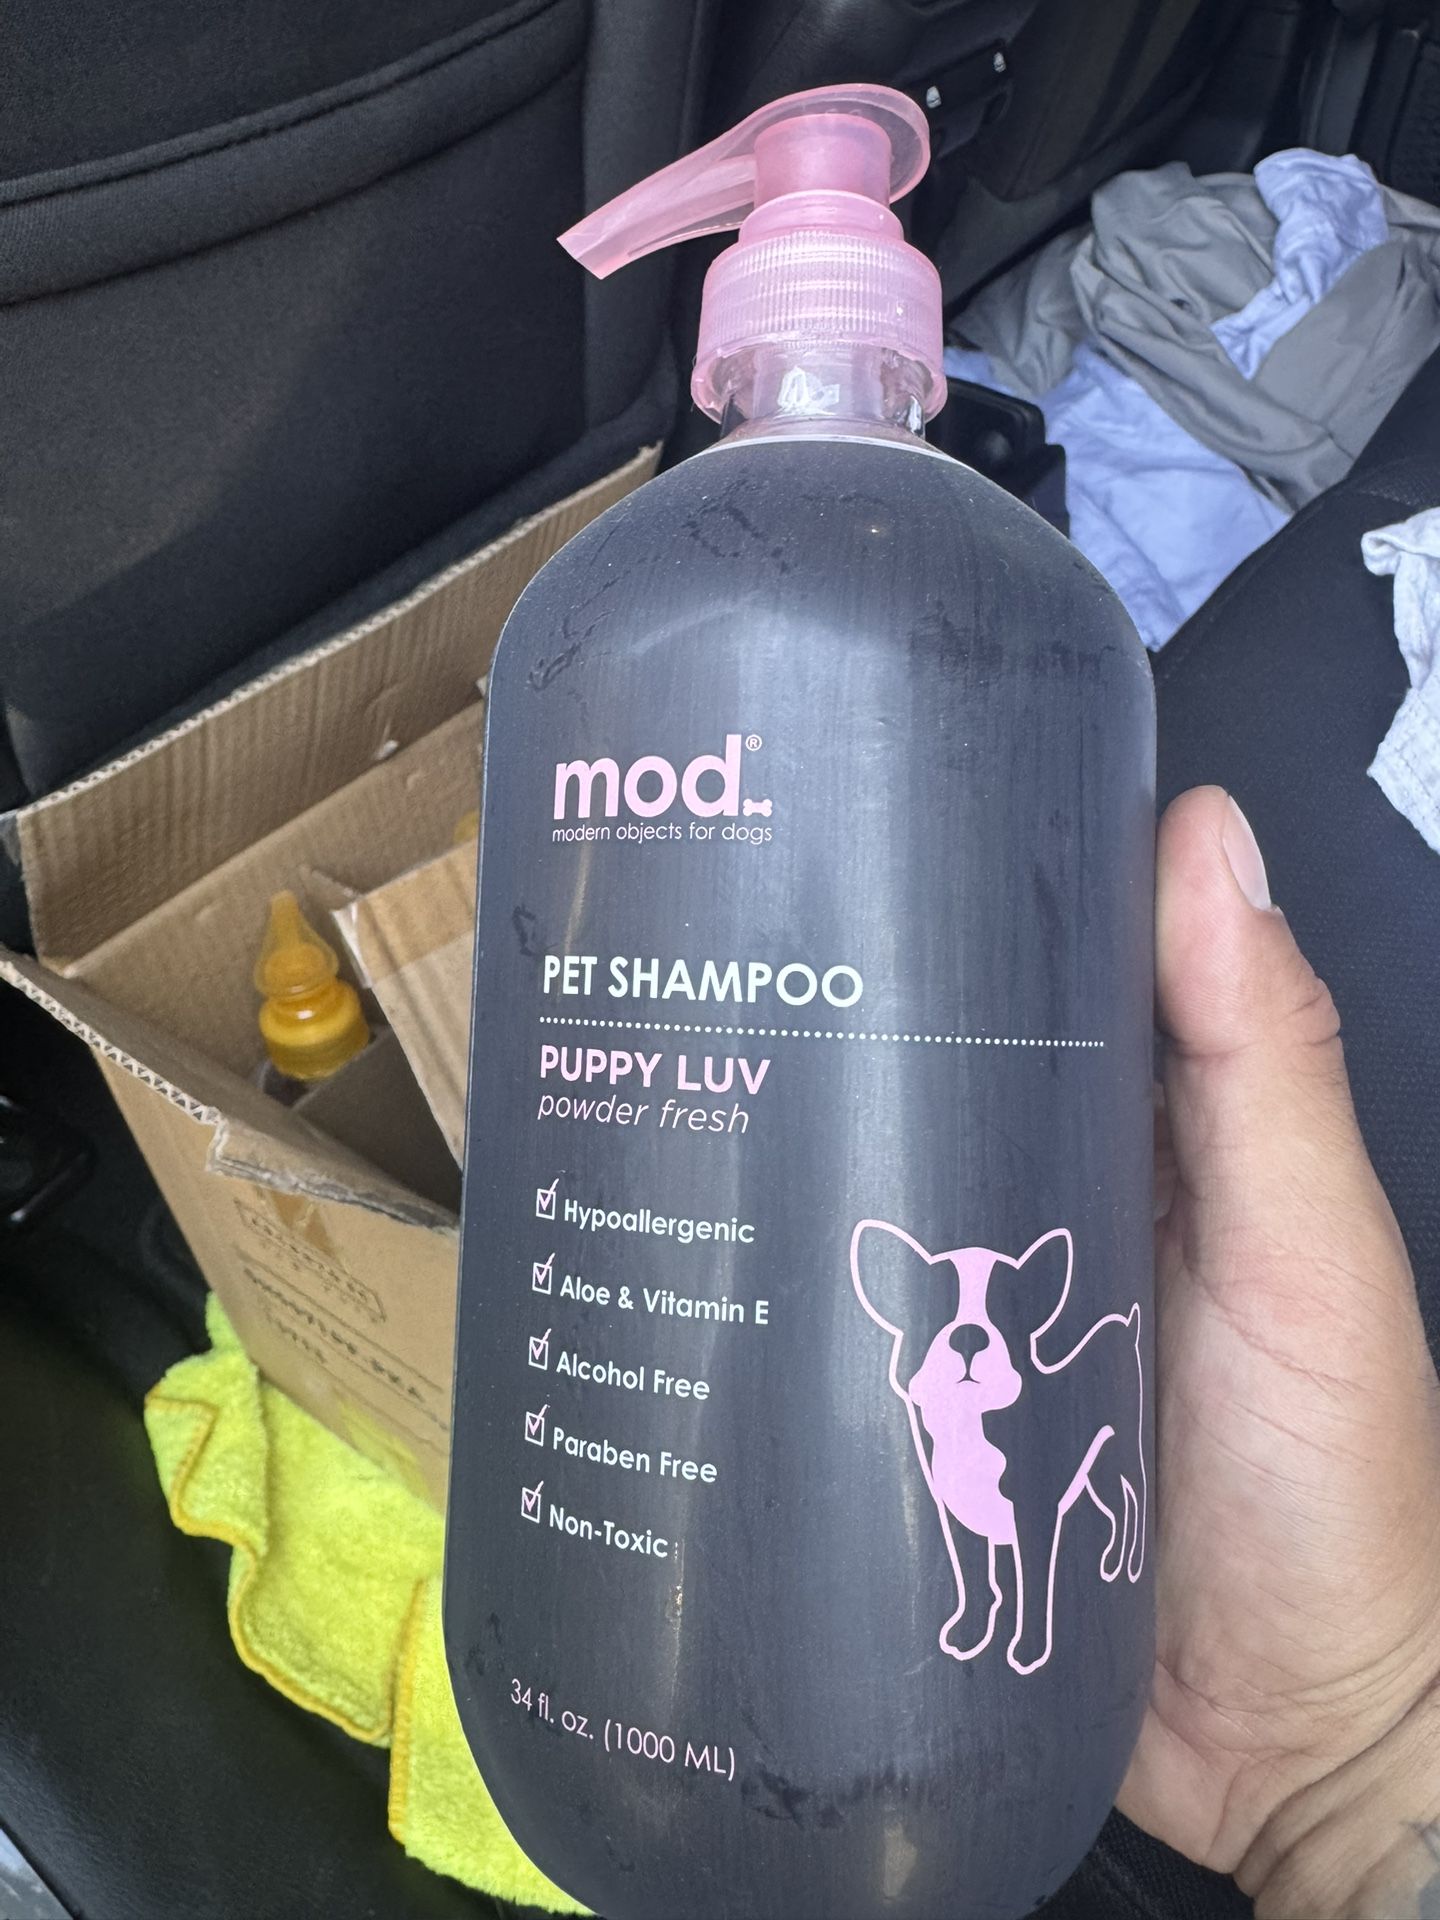 mod.®
modern objects for dogs
PET SHAMPOO
PUPPY LUV
powder fresh
Hypoallergenic
Aloe & Vitamin E
Alcohol Free
Paraben Free
Non-Toxic
34 fl. oz. (1000 ML)